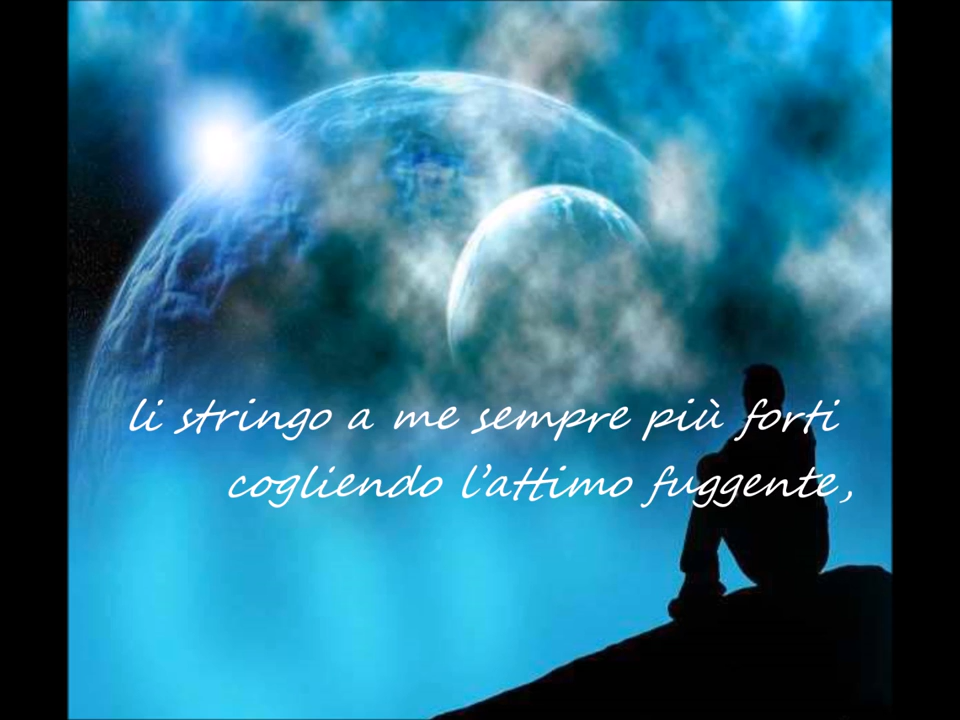 li stringo a me sempre più forti
cogliendo l'attimo fuggente,